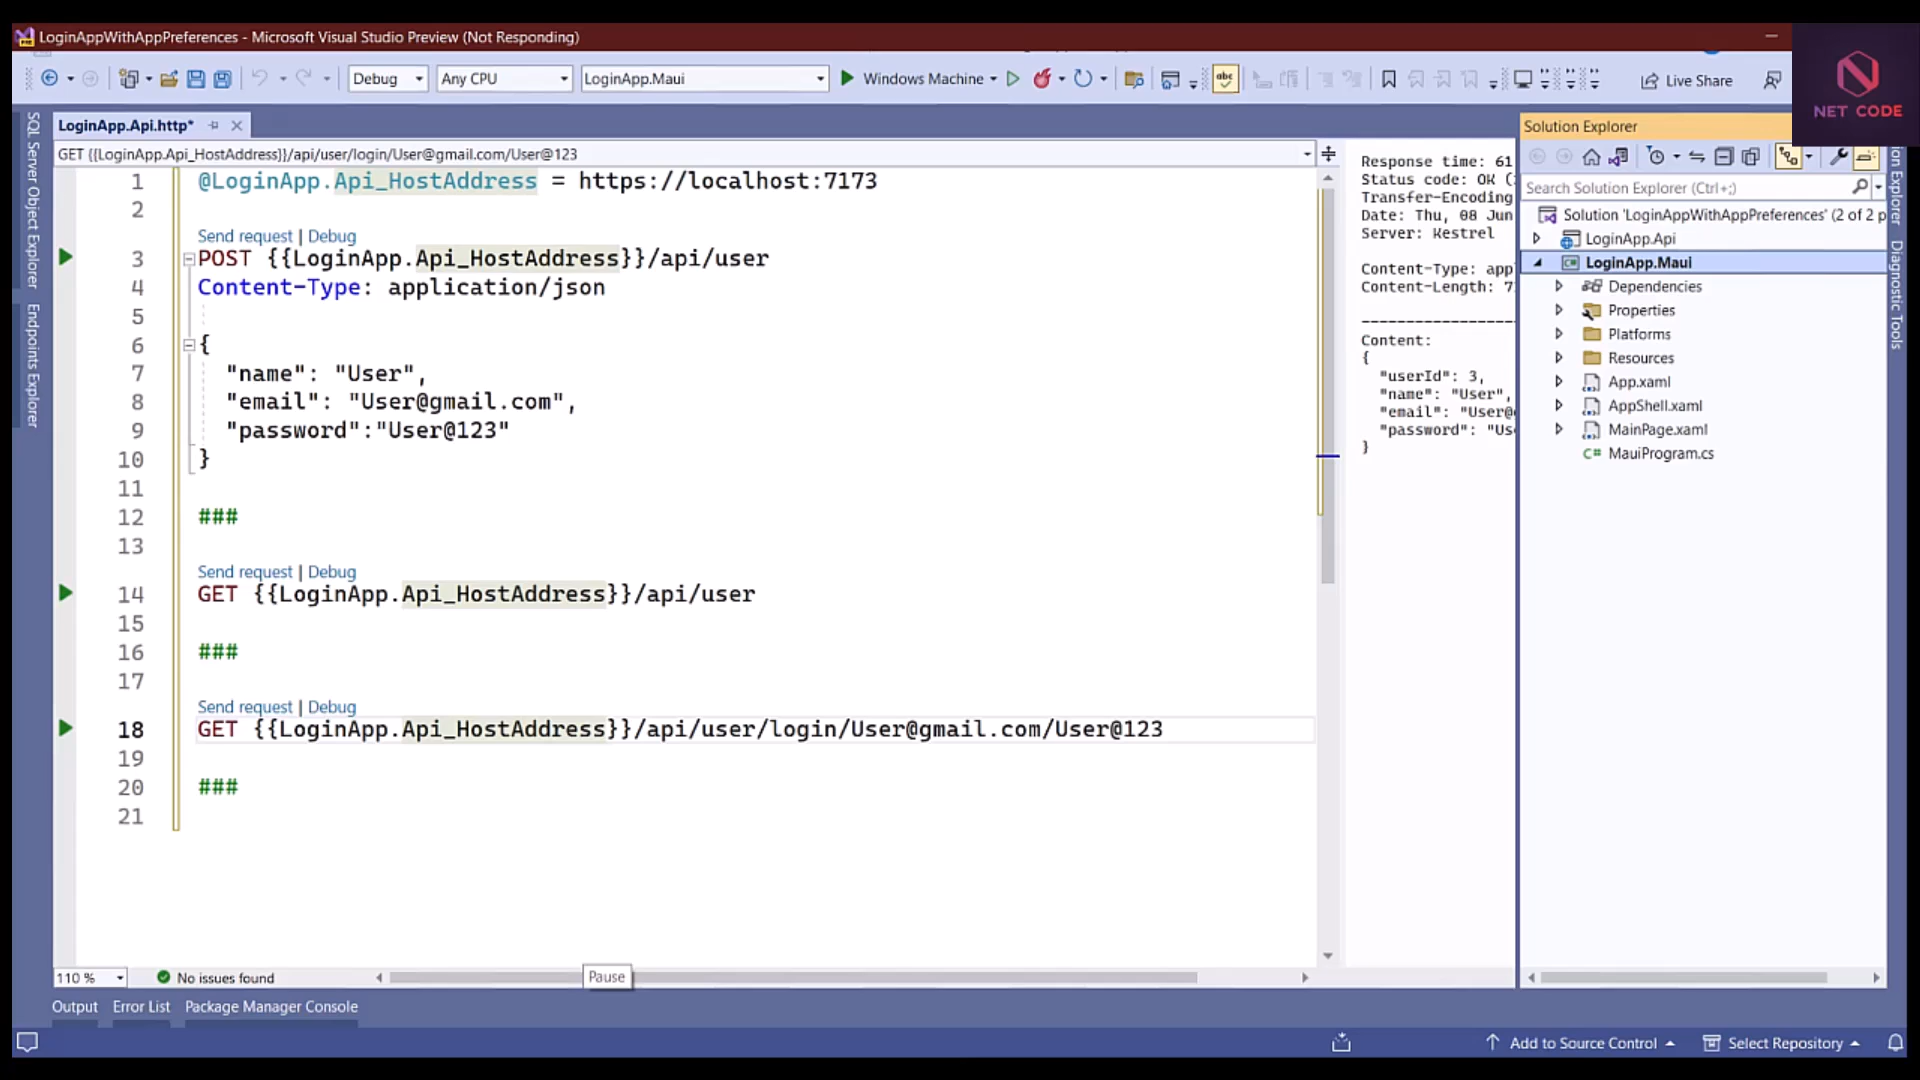 LoginAppWithAppPreferences - Microsoft Visual Studio Preview (Not Responding)
Debug
Any CPU
LoginApp.Maui
Windows Machine
abc
Live Share
NET CODE
SQL Server Object Explorer
Endpoints Explorer
LoginApp.Api.http*
GET {{LoginApp.Api_HostAddress}}/api/user/login/User@gmail.com/User@123
1 @LoginApp.Api_HostAddress = https://localhost:7173
2
Send request | Debug
3 POST {{LoginApp.Api_HostAddress}}/api/user
4 Content-Type: application/json
5
6 {
7 "name": "User",
8 "email": "User@gmail.com",
9 "password":"User@123"
10 }
11
12 ###
13
Send request | Debug
14 GET {{LoginApp.Api_HostAddress}}/api/user
15
16 ###
17
Send request | Debug
18 GET {{LoginApp.Api_HostAddress}}/api/user/login/User@gmail.com/User@123
19
20 ###
21
Response time: 61
Status code: OK (
Transfer-Encoding
Date: Thu, 08 Jun
Server: Kestrel
Content-Type: app
Content-Length: 7
Content:
{
"userId": 3,
"name": "User",
"email": "User@
"password": "Us
}
Solution Explorer
Search Solution Explorer (Ctrl+;)
Solution 'LoginAppWithAppPreferences' (2 of 2 p
LoginApp.Api
LoginApp.Maui
Dependencies
Properties
Platforms
Resources
App.xaml
AppShell.xaml
MainPage.xaml
C# MauiProgram.cs
ion Explorer
Diagnostic Tools
110 %
No issues found
Pause
Output
Error List
Package Manager Console
Add to Source Control
Select Repository